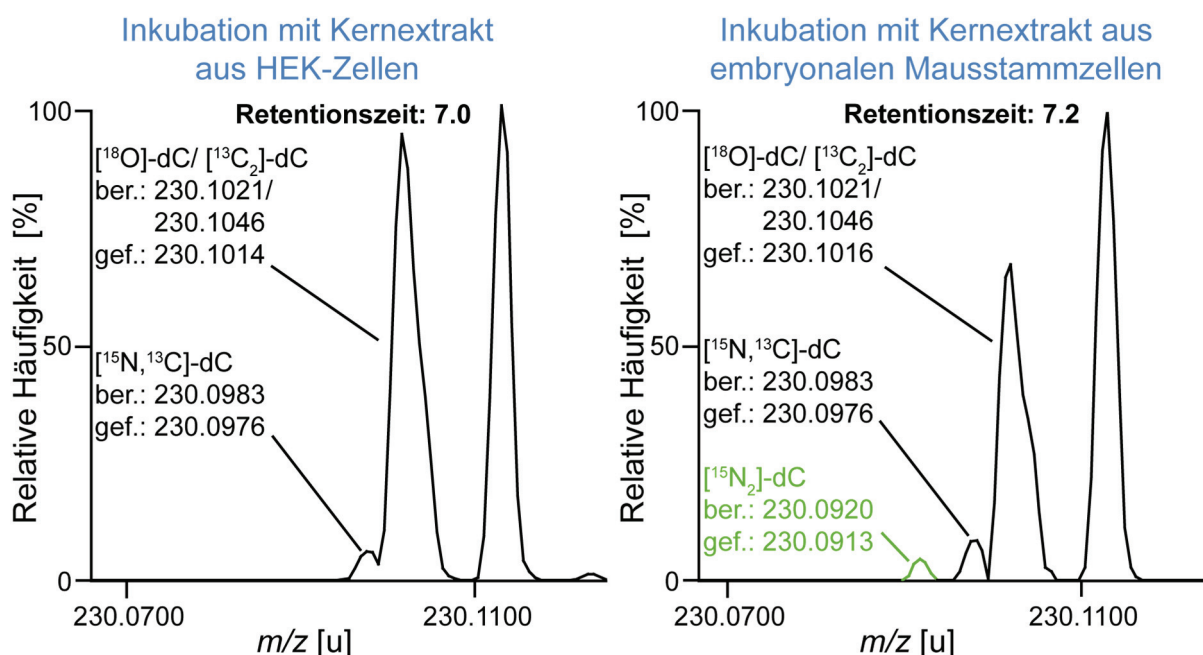 Inkubation mit Kernextrakt
aus HEK-Zellen
Relative Häufigkeit [%]
100
50
0
Retentionszeit: 7.0
[¹⁸O]-dC/ [¹³C₂]-dC
ber.: 230.1021/
230.1046
gef.: 230.1014
[¹⁵N,¹³C]-dC
ber.: 230.0983
gef.: 230.0976
230.0700
230.1100
m/z [u]
Inkubation mit Kernextrakt aus
embryonalen Mausstammzellen
Relative Häufigkeit [%]
100
50
0
Retentionszeit: 7.2
[¹⁸O]-dC/ [¹³C₂]-dC
ber.: 230.1021/
230.1046
gef.: 230.1016
[¹⁵N,¹³C]-dC
ber.: 230.0983
gef.: 230.0976
[¹⁵N₂]-dC
ber.: 230.0920
gef.: 230.0913
230.0700
230.1100
m/z [u]